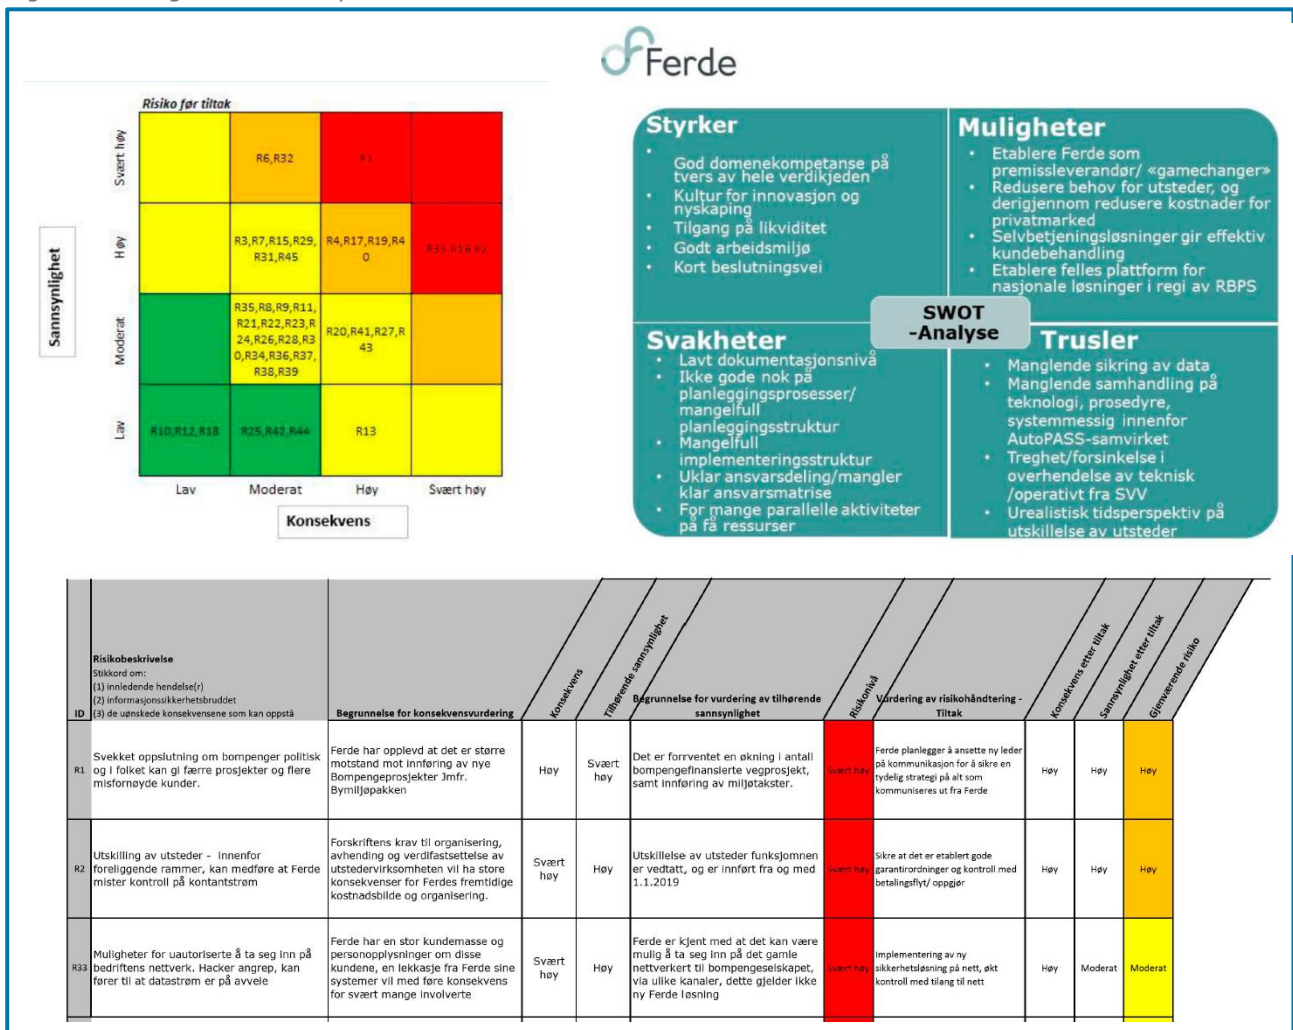 Ferde
Risiko før tiltak
Sannsynlighet
Svært høy
R6,R32
R1
Høy
R3,R7,R15,R29,
R31,R45
R4,R17,R19,R4
0
R33,R16,R2
Moderat
R35,R8,R9,R11,
R21,R22,R23,R
24,R26,R28,R3
0,R34,R36,R37,
R38,R39
R20,R41,R27,R
43
Lav
R10,R12,R18
R25,R42,R44
R13
Lav
Moderat
Høy
Svært høy
Konsekvens
Styrker
•
God domenekompetanse på
tvers av hele verdikjeden
• Kultur for innovasjon og
nyskaping
• Tilgang på likviditet
• Godt arbeidsmiljø
• Kort beslutningsvei
Muligheter
• Etablere Ferde som
premissleverandør/ «gamechanger»
• Redusere behov for utsteder, og
derigjennom redusere kostnader for
privatmarked
• Selvbetjeningsløsninger gir effektiv
kundebehandling
• Etablere felles plattform for
nasjonale løsninger i regi av RBPS
SWOT
-Analyse
Svakheter
• Lavt dokumentasjonsnivå
• Ikke gode nok på
planleggingsprosesser/
mangelfull
planleggingsstruktur
• Mangelfull
implementeringsstruktur
• Uklar ansvarsdeling/mangler
klar ansvarsmatrise
• For mange parallelle aktiviteter
på få ressurser
Trusler
• Manglende sikring av data
• Manglende samhandling på
teknologi, prosedyre,
systemmessig innenfor
AutoPASS-samvirket
• Treghet/forsinkelse i
overhendelse av teknisk
/operativt fra SVV
• Urealistisk tidsperspektiv på
utskillelse av utsteder
ID
Risikobeskrivelse
Stikkord om:
(1) innledende hendelse(r)
(2) informasjonssikkerhetsbruddet
(3) de uønskede konsekvensene som kan oppstå
Begrunnelse for konsekvensvurdering
Konsekvens
Tilhørende sannsynlighet
Begrunnelse for vurdering av tilhørende
sannsynlighet
Risikonivå
Vurdering av risikohåndtering -
Tiltak
Konsekvens etter tiltak
Sannsynlighet etter tiltak
Gjenværende risiko
R1
Svekket oppslutning om bompenger politisk
og i folket kan gi færre prosjekter og flere
misfornøyde kunder.
Ferde har opplevd at det er større
motstand mot innføring av nye
Bompengeprosjekter Jmfr.
Bymiljøpakken
Høy
Svært
høy
Det er forrventet en økning i antall
bompengefinansierte vegprosjekt,
samt innføring av miljøtakster.
Svært høy
Ferde planlegger å ansette ny leder
på kommunikasjon for å sikre en
tydelig strategi på alt som
kommuniseres ut fra Ferde
Høy
Høy
Høy
R2
Utskilling av utsteder - Innenfor
foreliggende rammer, kan medføre at Ferde
mister kontroll på kontantstrøm
Forskriftens krav til organisering,
avhending og verdifastsettelse av
utstedervirksomheten vil ha store
konsekvenser for Ferdes fremtidige
kostnadsbilde og organisering.
Svært
høy
Høy
Utskillelse av utsteder funksjomnen
er vedtatt, og er innført fra og med
1.1.2019
Svært høy
Sikre at det er etablert gode
garantirordninger og kontroll med
betalingsflyt/ oppgjør
Høy
Høy
Høy
R33
Muligheter for uautoriserte å ta seg inn på
bedriftens nettverk. Hacker angrep, kan
fører til at datastrøm er på avveie
Ferde har en stor kundemasse og
personopplysninger om disse
kundene, en lekkasje fra Ferde sine
systemer vil med føre konsekvens
for svært mange involverte
Svært
høy
Høy
Ferde er kjent med at det kan være
mulig å ta seg inn på det gamle
nettverkert til bompengeselskapet,
via ulike kanaler, dette gjelder ikke
ny Ferde løsning
Svært høy
Implementering av ny
sikkerhetsløsning på nett, økt
kontroll med tilang til nett
Høy
Moderat
Moderat